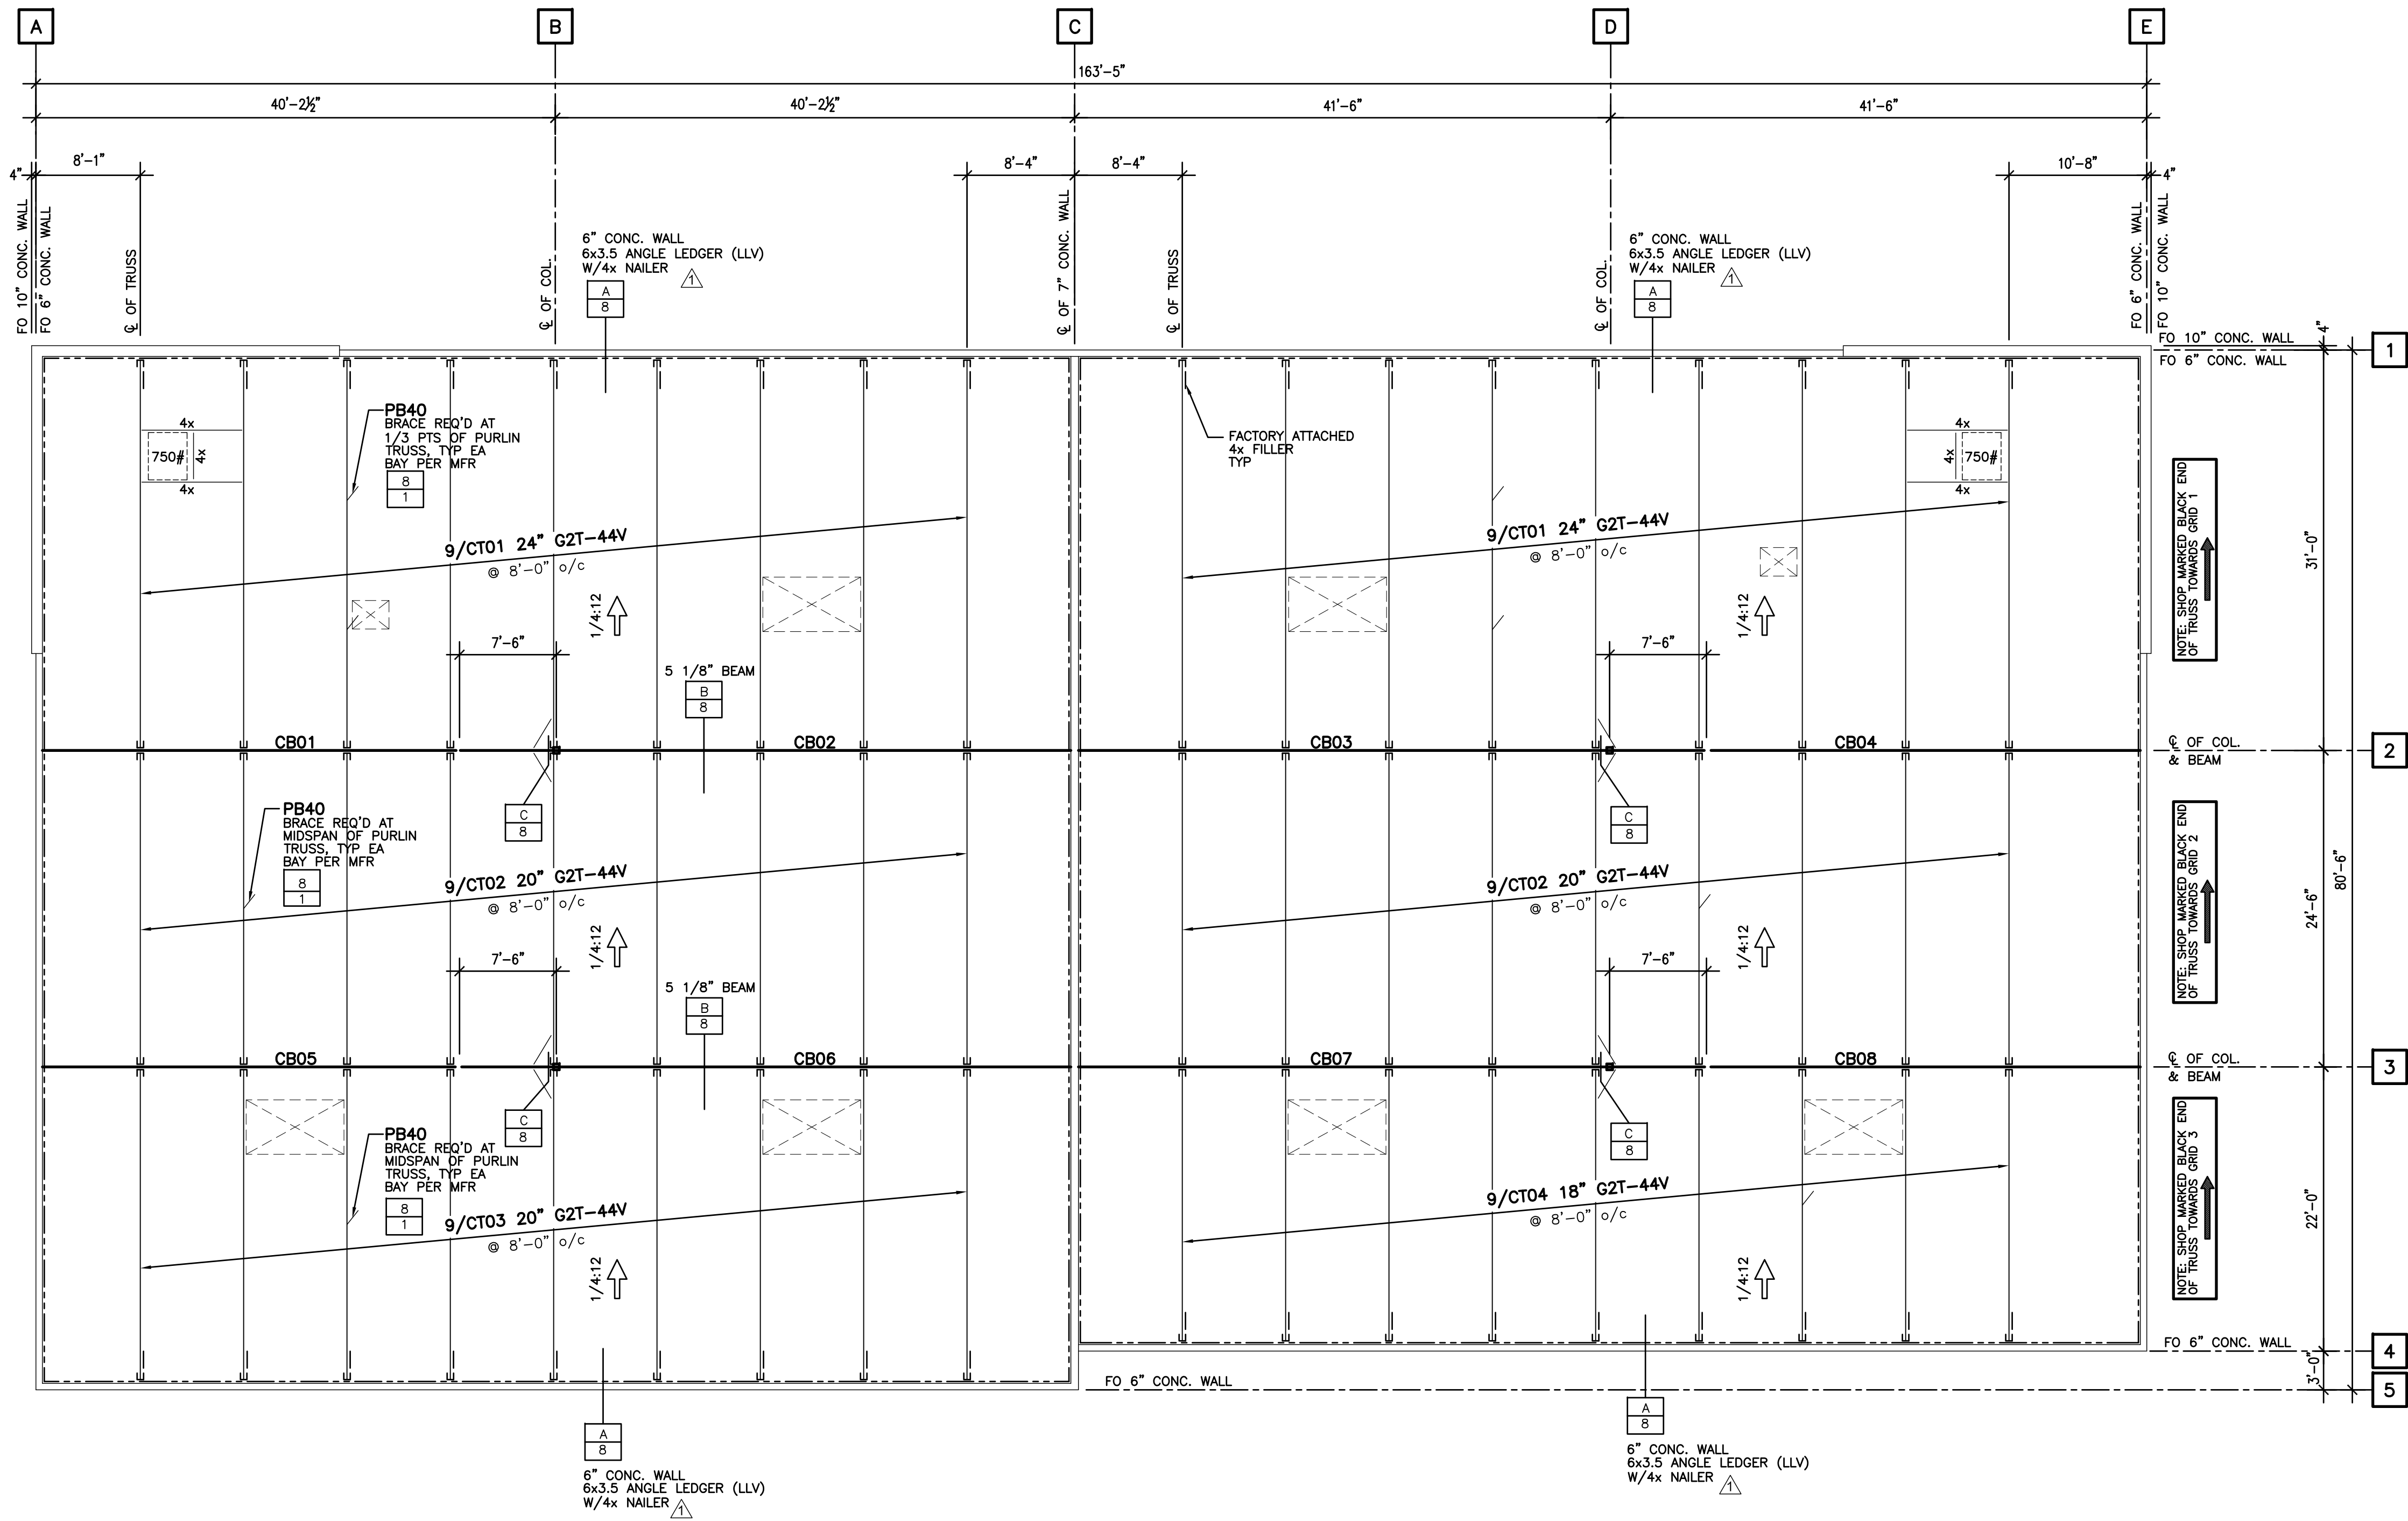 A
B
C
D
E
163'-5"
40'-2½"
40'-2½"
41'-6"
41'-6"
4"
8'-1"
8'-4"
8'-4"
10'-8"
4"
FO 10" CONC. WALL
FO 6" CONC. WALL
℄ OF TRUSS
℄ OF COL.
6" CONC. WALL
6x3.5 ANGLE LEDGER (LLV)
W/4x NAILER
1
A
8
℄ OF 7" CONC. WALL
℄ OF TRUSS
℄ OF COL.
6" CONC. WALL
6x3.5 ANGLE LEDGER (LLV)
W/4x NAILER
1
A
8
FO 6" CONC. WALL
FO 10" CONC. WALL
4"
FO 10" CONC. WALL
FO 6" CONC. WALL
1
4x
750#
4x
4x
PB40
BRACE REQ'D AT
1/3 PTS OF PURLIN
TRUSS, TYP EA
BAY PER MFR
8
1
FACTORY ATTACHED
4x FILLER
TYP
4x
4x
750#
4x
9/CT01 24" G2T-44V
@ 8'-0" o/c
9/CT01 24" G2T-44V
@ 8'-0" o/c
NOTE: SHOP MARKED BLACK END
OF TRUSS TOWARDS GRID 1
31'-0"
1/4:12
1/4:12
7'-6"
7'-6"
5 1/8" BEAM
B
8
CB01
CB02
CB03
CB04
℄ OF COL.
& BEAM
2
C
8
C
8
PB40
BRACE REQ'D AT
MIDSPAN OF PURLIN
TRUSS, TYP EA
BAY PER MFR
8
1
9/CT02 20" G2T-44V
@ 8'-0" o/c
9/CT02 20" G2T-44V
@ 8'-0" o/c
NOTE: SHOP MARKED BLACK END
OF TRUSS TOWARDS GRID 2
24'-6"
80'-6"
1/4:12
1/4:12
7'-6"
7'-6"
5 1/8" BEAM
B
8
CB05
CB06
CB07
CB08
℄ OF COL.
& BEAM
3
C
8
C
8
PB40
BRACE REQ'D AT
MIDSPAN OF PURLIN
TRUSS, TYP EA
BAY PER MFR
8
1
9/CT03 20" G2T-44V
@ 8'-0" o/c
9/CT04 18" G2T-44V
@ 8'-0" o/c
NOTE: SHOP MARKED BLACK END
OF TRUSS TOWARDS GRID 3
22'-0"
1/4:12
1/4:12
FO 6" CONC. WALL
4
3'-0"
FO 6" CONC. WALL
5
A
8
6" CONC. WALL
6x3.5 ANGLE LEDGER (LLV)
W/4x NAILER
1
A
8
6" CONC. WALL
6x3.5 ANGLE LEDGER (LLV)
W/4x NAILER
1